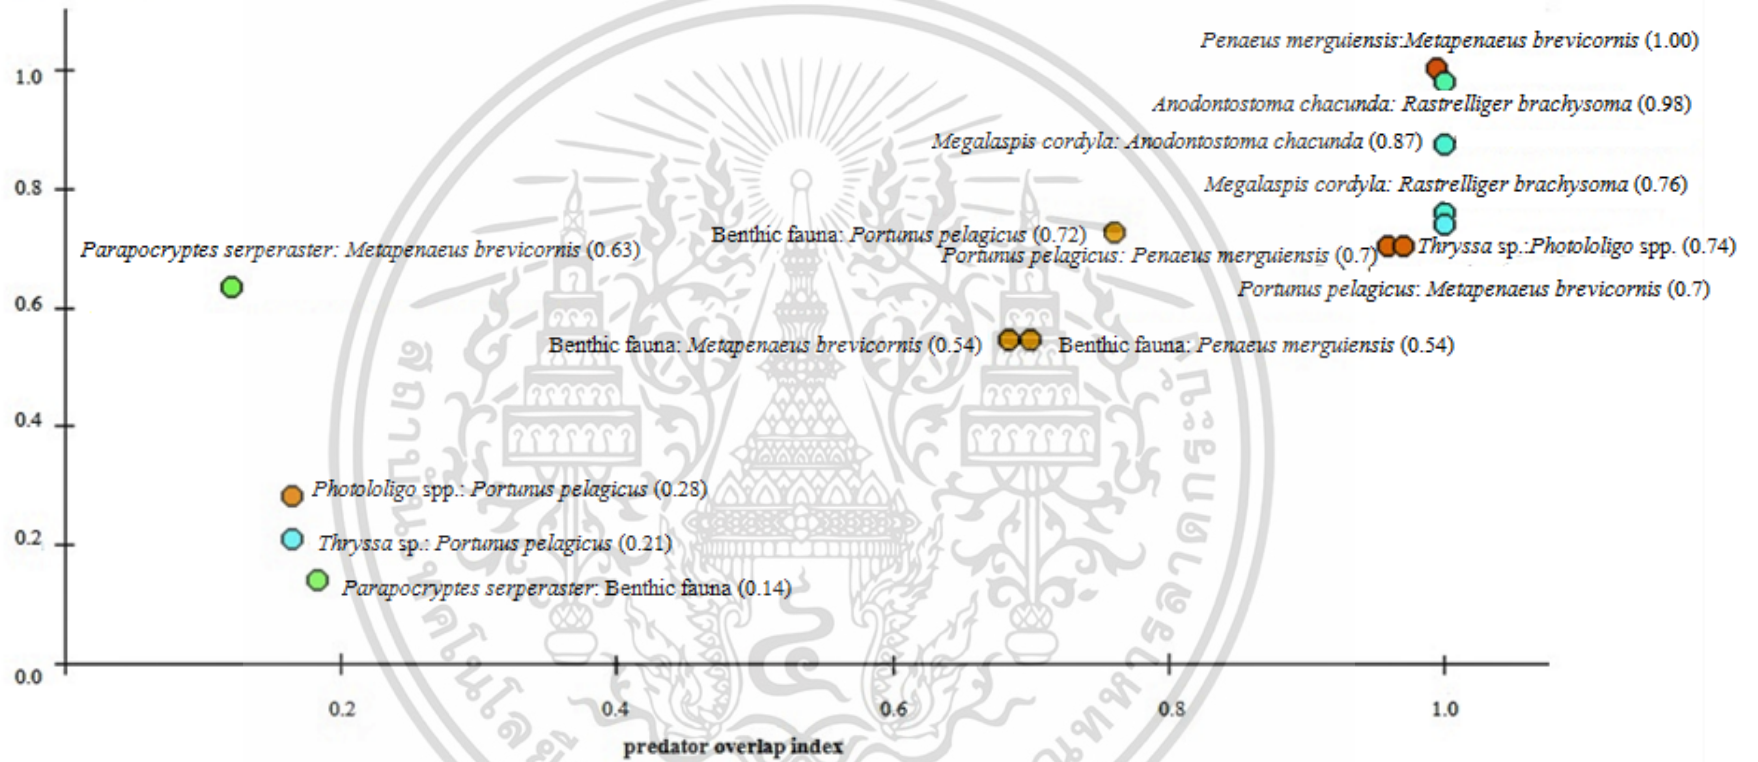 Penaeus merguiensis:Metapenaeus brevicornis (1.00)
1.0
Anodontostoma chacunda: Rastrelliger brachysoma (0.98)
Megalaspis cordyla: Anodontostoma chacunda (0.87)
0.8
Megalaspis cordyla: Rastrelliger brachysoma (0.76)
Benthic fauna: Portunus pelagicus (0.72)
Parapocryptes serperaster: Metapenaeus brevicornis (0.63)
Thryssa sp.:Photololigo spp. (0.74)
Portunus pelagicus: Penaeus merguiensis (0.7)
Portunus pelagicus: Metapenaeus brevicornis (0.7)
0.6
Benthic fauna: Metapenaeus brevicornis (0.54)
Benthic fauna: Penaeus merguiensis (0.54)
0.4
Photololigo spp.: Portunus pelagicus (0.28)
0.2
Thryssa sp.: Portunus pelagicus (0.21)
Parapocryptes serperaster: Benthic fauna (0.14)
0.0
0.2 0.4 0.6 0.8 1.0
predator overlap index